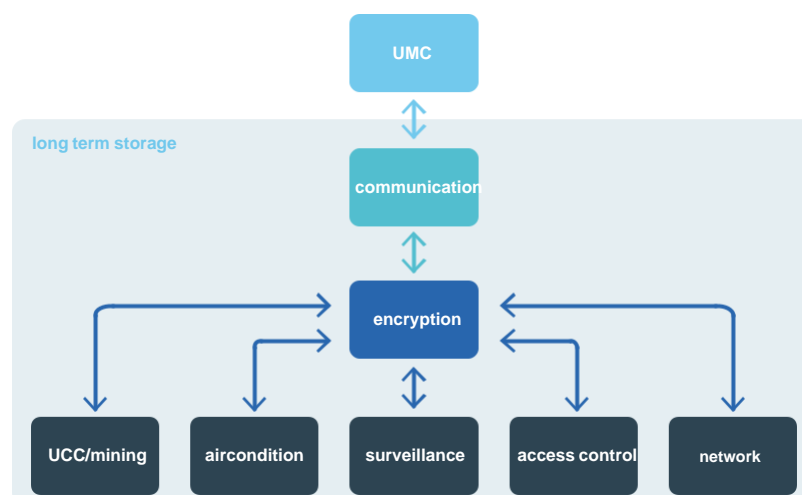 UMC
long term storage
communication
encryption
UCC/mining
aircondition
surveillance
access control
network